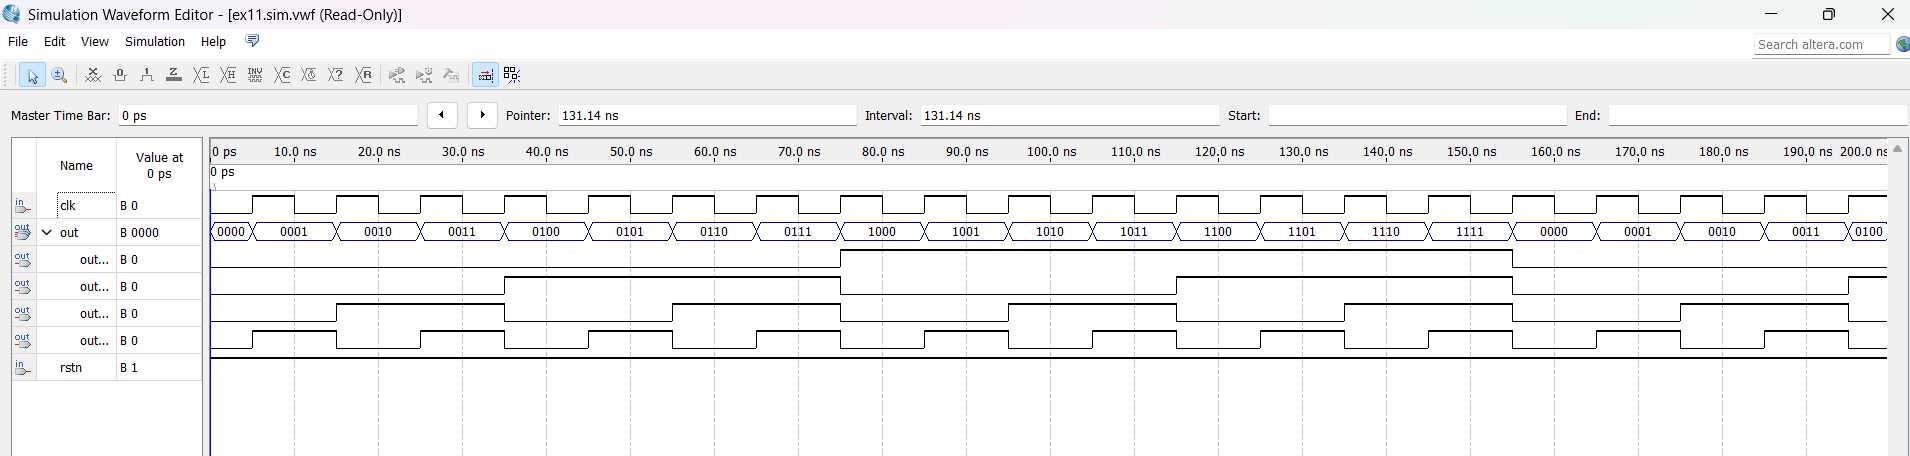 Simulation Waveform Editor - [ex11.sim.vwf (Read-Only)]
File Edit View Simulation Help
Search altera.com
Master Time Bar: 0 ps Pointer: 131.14 ns Interval: 131.14 ns Start: End:
Name Value at 0 ps
0 ps 10.0 ns 20.0 ns 30.0 ns 40.0 ns 50.0 ns 60.0 ns 70.0 ns 80.0 ns 90.0 ns 100.0 ns 110.0 ns 120.0 ns 130.0 ns 140.0 ns 150.0 ns 160.0 ns 170.0 ns 180.0 ns 190.0 ns 200.0 ns
0 ps
in clk B 0
out out B 0000 0000 0001 0010 0011 0100 0101 0110 0111 1000 1001 1010 1011 1100 1101 1110 1111 0000 0001 0010 0011 0100
out out... B 0
out out... B 0
out out... B 0
out out... B 0
in rstn B 1